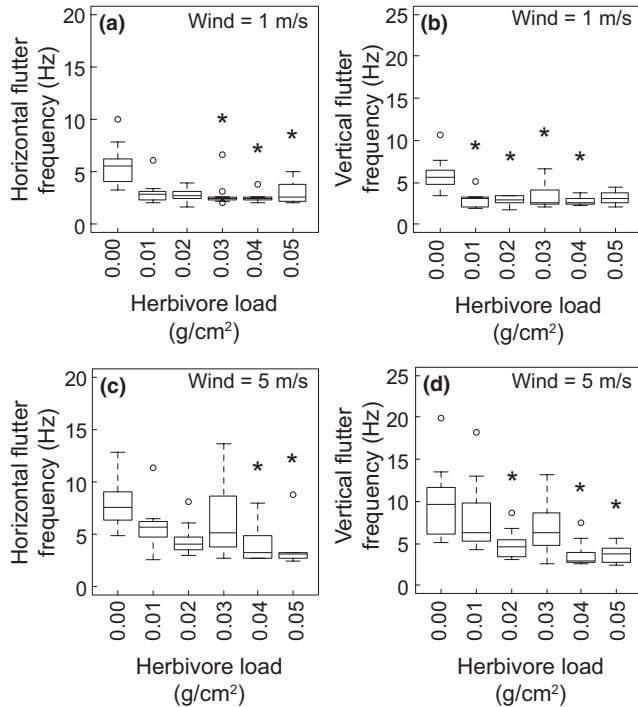 (a) Wind = 1 m/s
Horizontal flutter
frequency (Hz)
20
15
10
5
0
*
*
*
0.00 0.01 0.02 0.03 0.04 0.05
Herbivore load
(g/cm²)
(b) Wind = 1 m/s
Vertical flutter
frequency (Hz)
25
20
15
10
5
0
*
*
*
*
0.00 0.01 0.02 0.03 0.04 0.05
Herbivore load
(g/cm²)
(c) Wind = 5 m/s
Horizontal flutter
frequency (Hz)
20
15
10
5
0
*
*
0.00 0.01 0.02 0.03 0.04 0.05
Herbivore load
(g/cm²)
(d) Wind = 5 m/s
Vertical flutter
frequency (Hz)
25
20
15
10
5
0
*
*
*
0.00 0.01 0.02 0.03 0.04 0.05
Herbivore load
(g/cm²)